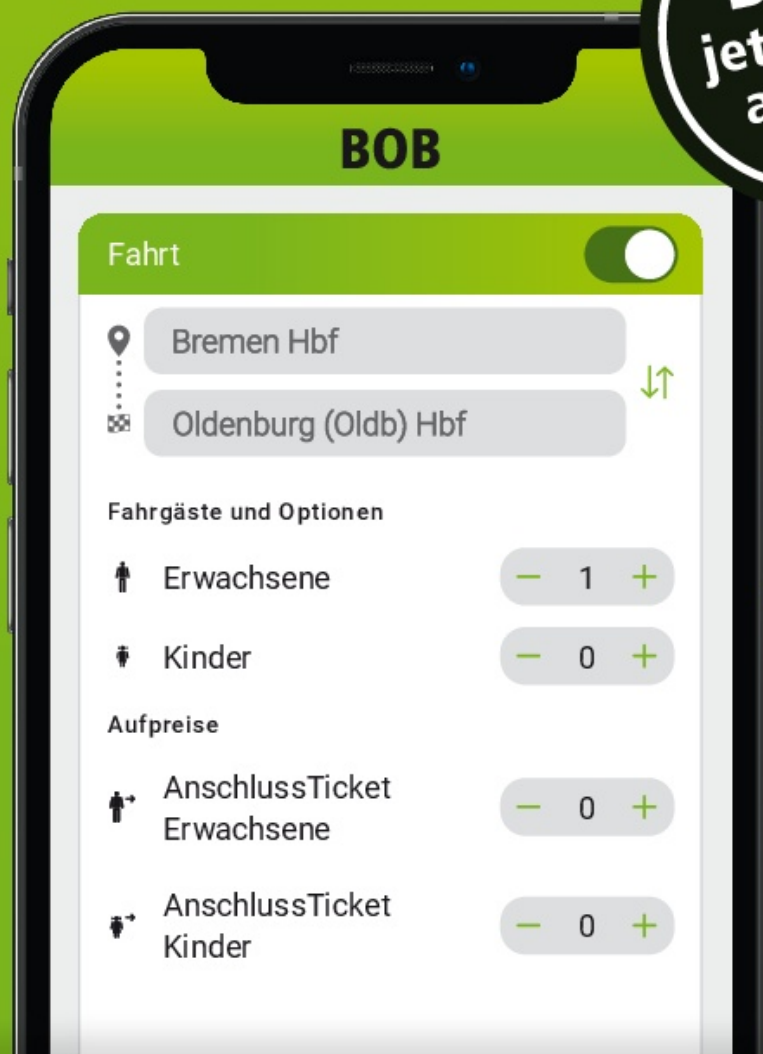 BOB
Fahrt
Bremen Hbf
Oldenburg (Oldb) Hbf
Fahrgäste und Optionen
Erwachsene
− 1 +
Kinder
− 0 +
Aufpreise
AnschlussTicket
Erwachsene
− 0 +
AnschlussTicket
Kinder
− 0 +